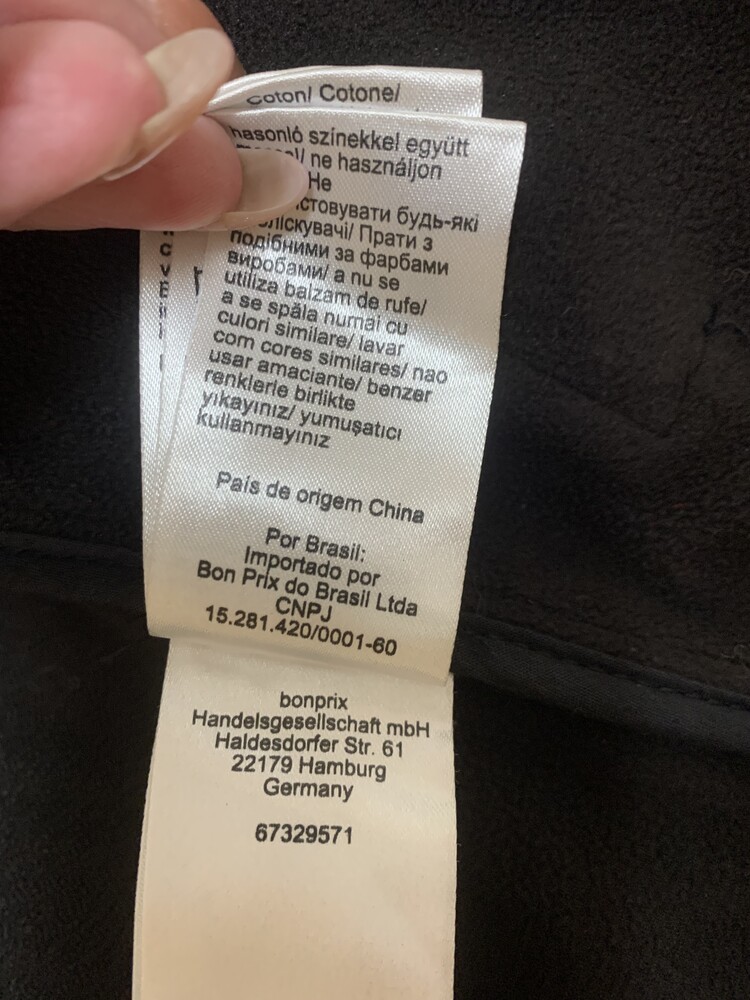 Coton/ Cotone/
hasonló színekkel együtt
ne használjon
Не
будь-які
Прати з
подібними за фарбами
виробами/ a nu se
utiliza balzam de rufe/
a se spăla numai cu
culori similare/ lavar
com cores similares/ nao
usar amaciante/ benzer
renklerle birlikte
yıkayınız/ yumuşatıcı
kullanmayınız
País de origem China
Por Brasil:
Importado por
Bon Prix do Brasil Ltda
CNPJ
15.281.420/0001-60
bonprix
Handelsgesellschaft mbH
Haldesdorfer Str. 61
22179 Hamburg
Germany
67329571